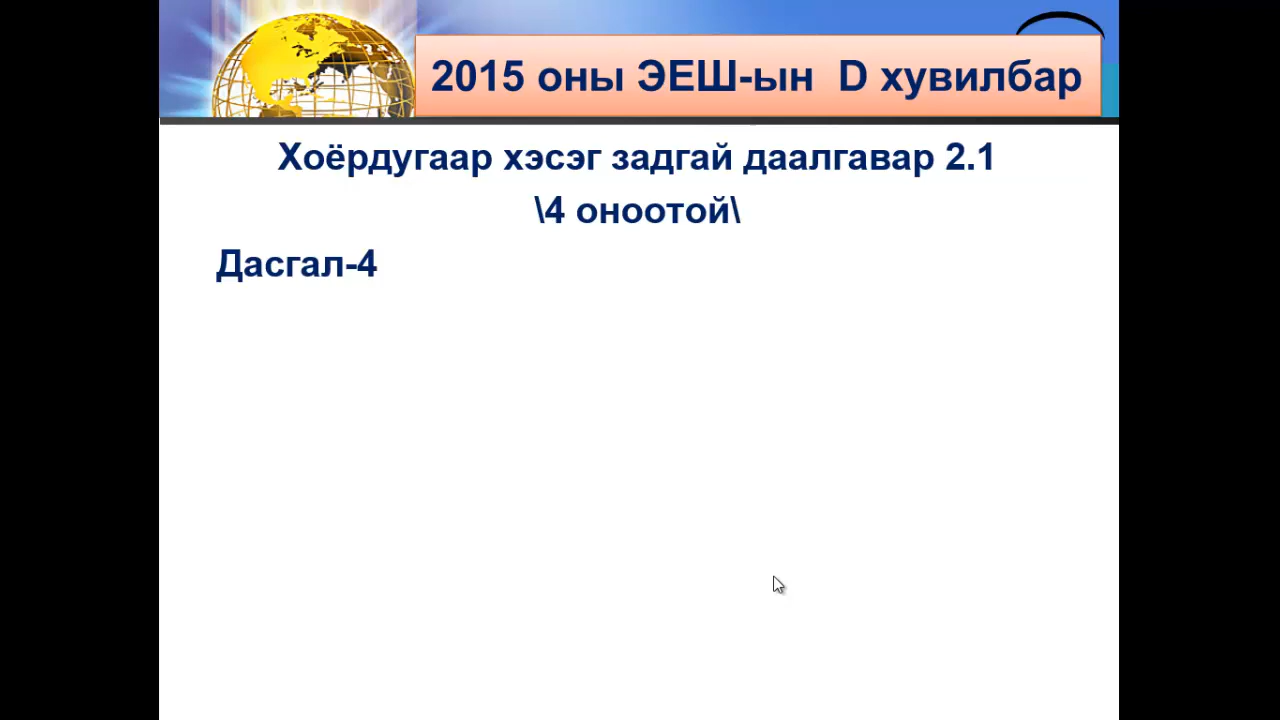 2015 оны ЭЕШ-ын D хувилбар
Хоёрдугаар хэсэг задгай даалгавар 2.1
\4 оноотой\
Дасгал-4